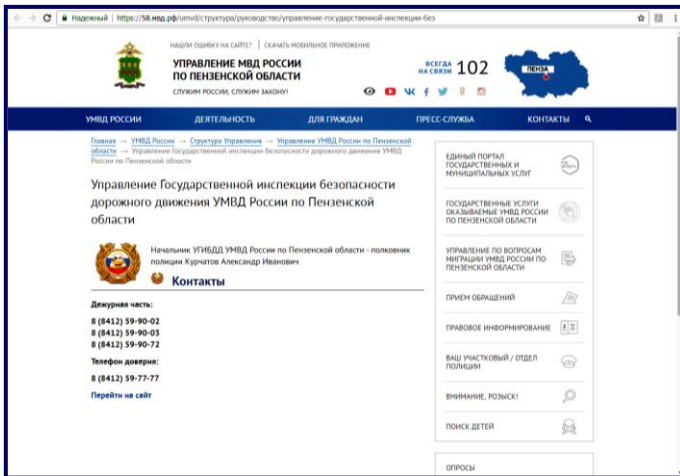 Надежный | https://58.мвд.рф/umvd/структура/руководство/управление-государственной-инспекции-без
НАШЛИ ОШИБКУ НА САЙТЕ? | СКАЧАТЬ МОБИЛЬНОЕ ПРИЛОЖЕНИЕ
УПРАВЛЕНИЕ МВД РОССИИ
ПО ПЕНЗЕНСКОЙ ОБЛАСТИ
СЛУЖИМ РОССИИ, СЛУЖИМ ЗАКОНУ!
ВСЕГДА
НА СВЯЗИ 102
ПЕНЗА
УМВД РОССИИ ДЕЯТЕЛЬНОСТЬ ДЛЯ ГРАЖДАН ПРЕСС-СЛУЖБА КОНТАКТЫ
Главная → УМВД России → Структура Управления → Управление УМВД России по Пензенской
области → Управление Государственной инспекции безопасности дорожного движения УМВД
России по Пензенской области
Управление Государственной инспекции безопасности
дорожного движения УМВД России по Пензенской
области
Начальник УГИБДД УМВД России по Пензенской области - полковник
полиции Курчатов Александр Иванович
Контакты
Дежурная часть:
8 (8412) 59-90-02
8 (8412) 59-90-03
8 (8412) 59-90-72
Телефон доверия:
8 (8412) 59-77-77
Перейти на сайт
ЕДИНЫЙ ПОРТАЛ
ГОСУДАРСТВЕННЫХ И
МУНИЦИПАЛЬНЫХ УСЛУГ
ГОСУДАРСТВЕННЫЕ УСЛУГИ
ОКАЗЫВАЕМЫЕ УМВД РОССИИ
ПО ПЕНЗЕНСКОЙ ОБЛАСТИ
УПРАВЛЕНИЕ ПО ВОПРОСАМ
МИГРАЦИИ УМВД РОССИИ ПО
ПЕНЗЕНСКОЙ ОБЛАСТИ
ПРИЕМ ОБРАЩЕНИЙ
ПРАВОВОЕ ИНФОРМИРОВАНИЕ
ВАШ УЧАСТКОВЫЙ / ОТДЕЛ
ПОЛИЦИИ
ВНИМАНИЕ, РОЗЫСК!
ПОИСК ДЕТЕЙ
ОПРОСЫ